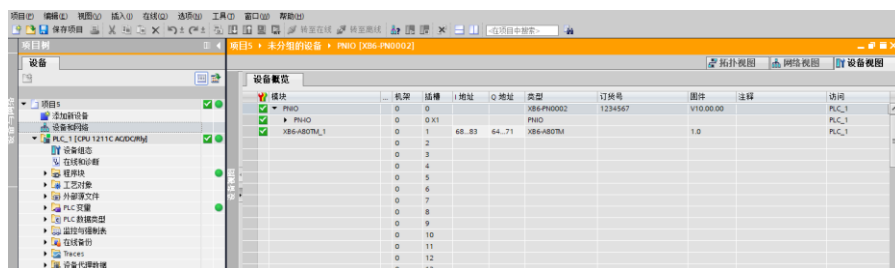 项目(P) 编辑(E) 视图(V) 插入(I) 在线(O) 选项(N) 工具(T) 窗口(W) 帮助(H)
保存项目 转至在线 转至离线 <在项目中搜索>
项目树
项目5 未分组的设备 PNIO [XB6-PN0002]
设备
拓扑视图 网络视图 设备视图
设备概览
模块 ... 机架 插槽 I 地址 Q 地址 类型 订货号 固件 注释 访问
PNIO 0 0 XB6-PN0002 1234567 V10.00.00 PLC_1
PN-IO 0 0 X1 PNIO PLC_1
XB6-A80TM_1 0 1 68...83 64...71 XB6-A80TM 1.0 PLC_1
0 2
0 3
0 4
0 5
0 6
0 7
0 8
0 9
0 10
0 11
0 12
项目5
添加新设备
设备和网络
PLC_1 [CPU 1211C AC/DC/Rly]
设备组态
在线和诊断
程序块
工艺对象
外部源文件
PLC 变量
PLC 数据类型
监控与强制表
在线备份
Traces
设备代理数据